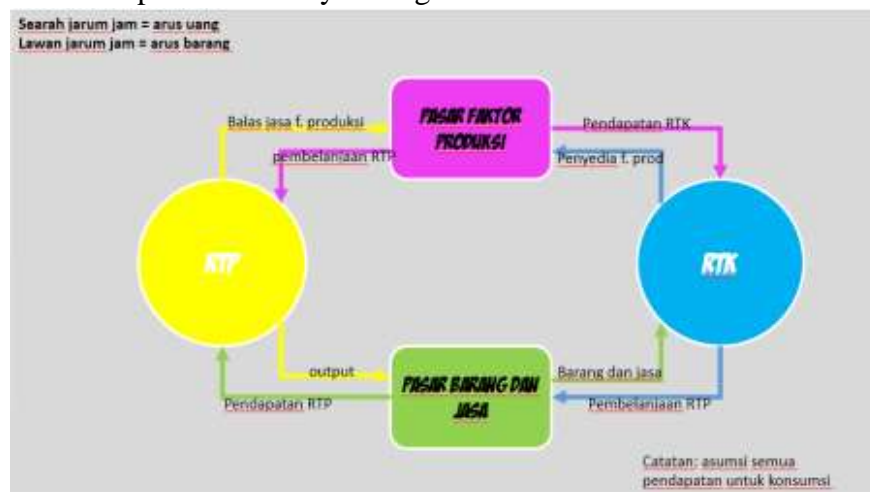 Searah jarum jam = arus uang
Lawan jarum jam = arus barang
Balas jasa f. produksi
PASAR FAKTOR
PRODUKSI
Pendapatan RTK
pembelanjaan RTP
Penyedia f. prod
RTP
RTK
output
PASAR BARANG DAN
JASA
Barang dan jasa
Pendapatan RTP
Pembelanjaan RTP
Catatan: asumsi semua
pendapatan untuk konsumsi